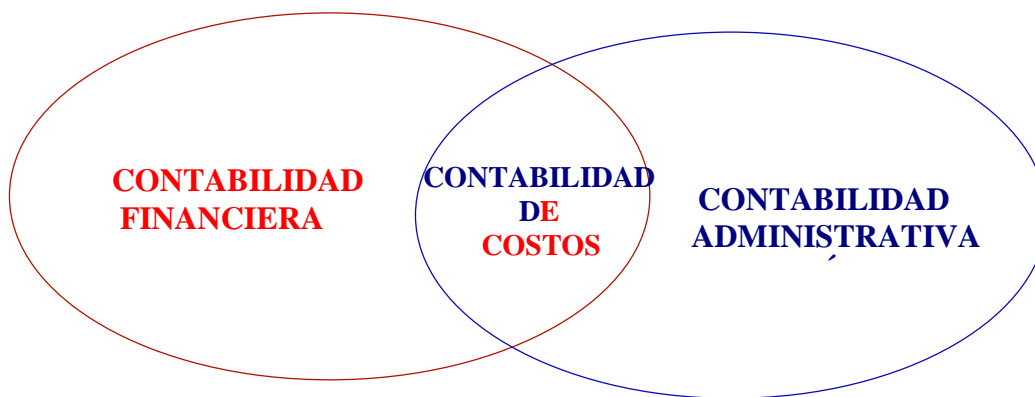 CONTABILIDAD
FINANCIERA
CONTABILIDAD
DE
COSTOS
CONTABILIDAD
ADMINISTRATIVA
´